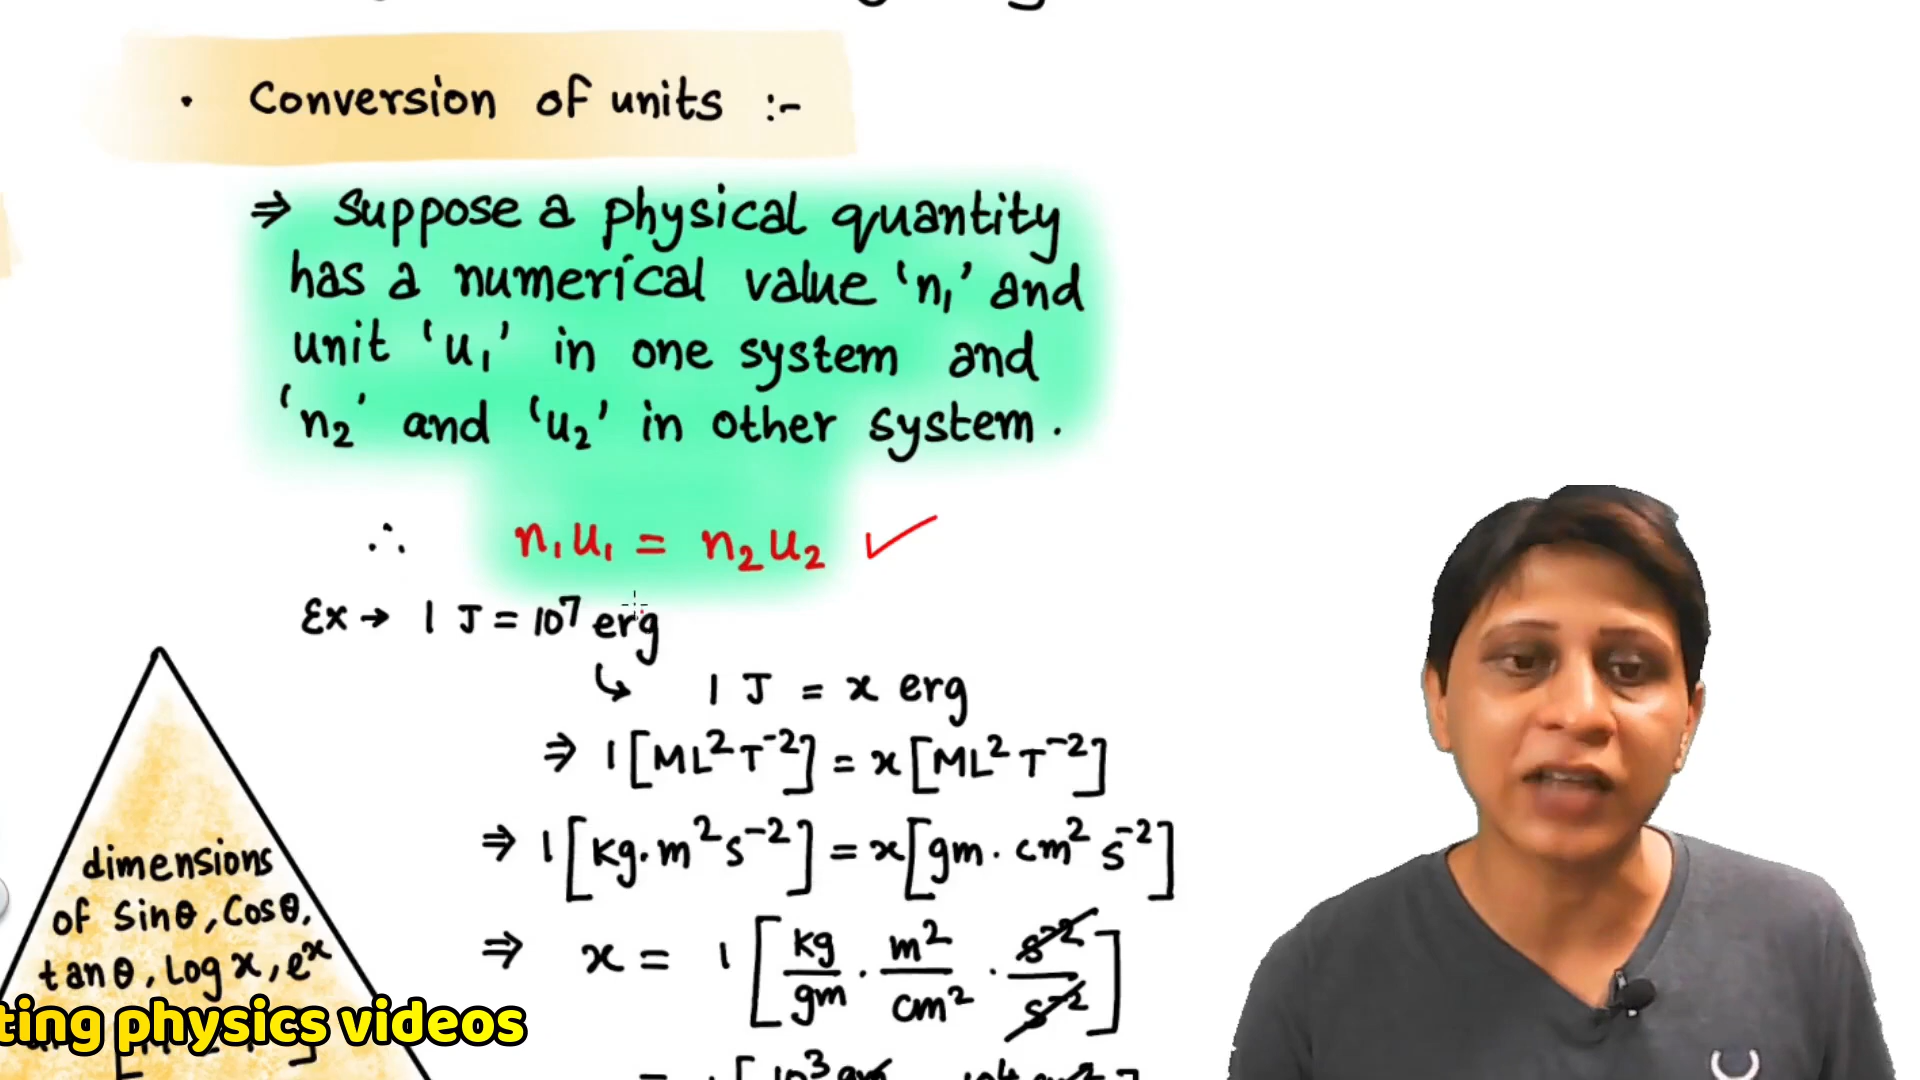 · Conversion of units :-
⇒ Suppose a physical quantity
has a numerical value ‘n₁’ and
unit ‘u₁’ in one system and
‘n₂’ and ‘u₂’ in other system.
∴ n₁u₁ = n₂u₂ ✓
Ex → 1 J = 10⁷ erg
↳ 1 J = x erg
⇒ 1[ML²T⁻²] = x[ML²T⁻²]
⇒ 1[kg·m²s⁻²] = x[gm·cm²s⁻²]
⇒ x = 1[kg/gm · m²/cm² · s⁻²/s⁻²]
dimensions
of Sinθ, Cosθ,
tanθ, Log x, eˣ
ting physics videos